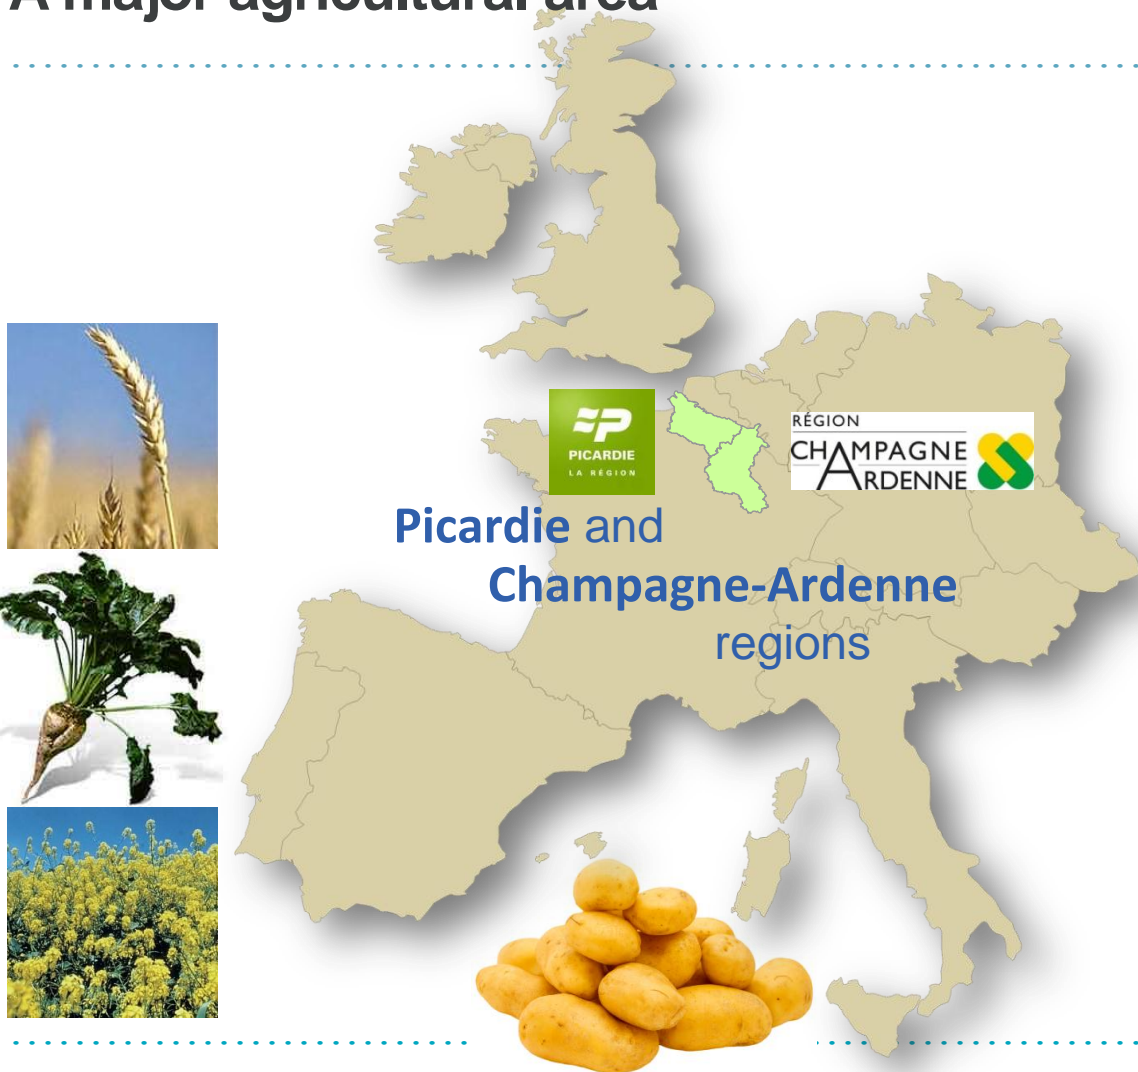 A major agricultural area
PICARDIE
LA RÉGION
RÉGION
CHAMPAGNE
ARDENNE
Picardie and
Champagne-Ardenne
regions